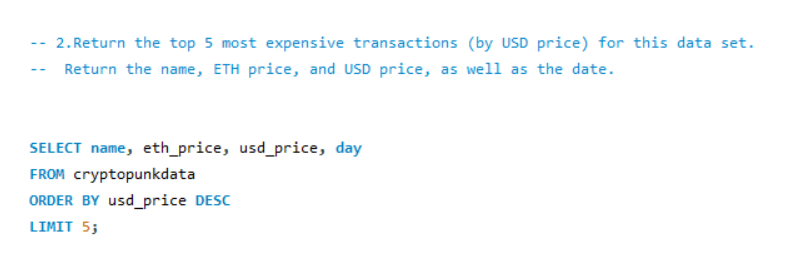 -- 2.Return the top 5 most expensive transactions (by USD price) for this data set.
--  Return the name, ETH price, and USD price, as well as the date.
SELECT name, eth_price, usd_price, day
FROM cryptopunkdata
ORDER BY usd_price DESC
LIMIT 5;